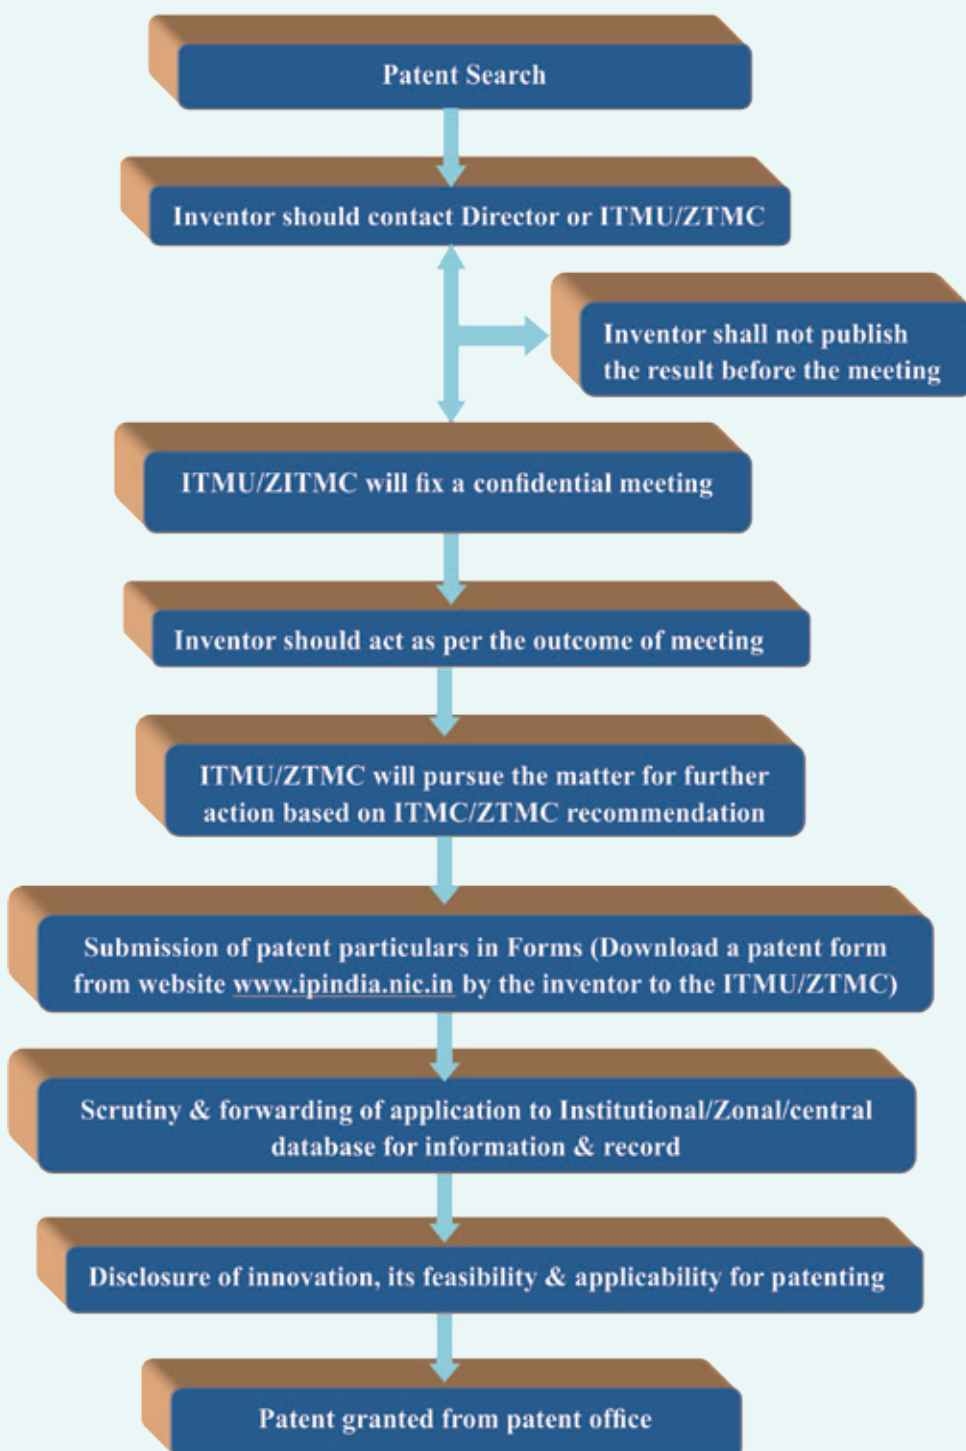 Patent Search
Inventor should contact Director or ITMU/ZTMC
Inventor shall not publish
the result before the meeting
ITMU/ZITMC will fix a confidential meeting
Inventor should act as per the outcome of meeting
ITMU/ZTMC will pursue the matter for further
action based on ITMC/ZTMC recommendation
Submission of patent particulars in Forms (Download a patent form
from website www.ipindia.nic.in by the inventor to the ITMU/ZTMC)
Scrutiny & forwarding of application to Institutional/Zonal/central
database for information & record
Disclosure of innovation, its feasibility & applicability for patenting
Patent granted from patent office